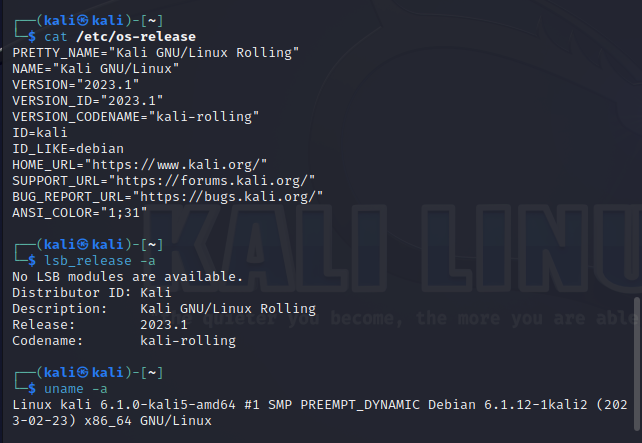 ┌──(kali㉿kali)-[~]
└─$ cat /etc/os-release
PRETTY_NAME="Kali GNU/Linux Rolling"
NAME="Kali GNU/Linux"
VERSION="2023.1"
VERSION_ID="2023.1"
VERSION_CODENAME="kali-rolling"
ID=kali
ID_LIKE=debian
HOME_URL="https://www.kali.org/"
SUPPORT_URL="https://forums.kali.org/"
BUG_REPORT_URL="https://bugs.kali.org/"
ANSI_COLOR="1;31"
KALI LINU
┌──(kali㉿kali)-[~]
└─$ lsb_release -a
No LSB modules are available.
Distributor ID: Kali
Description: Kali GNU/Linux Rolling
Release: 2023.1
quieter you become, the more you are able
Codename: kali-rolling
┌──(kali㉿kali)-[~]
└─$ uname -a
Linux kali 6.1.0-kali5-amd64 #1 SMP PREEMPT_DYNAMIC Debian 6.1.12-1kali2 (202
3-02-23) x86_64 GNU/Linux